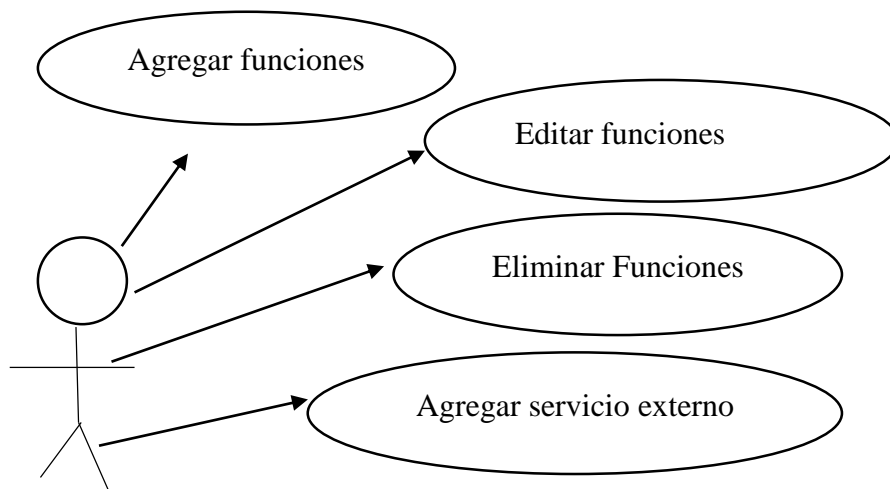 Agregar funciones
Editar funciones
Eliminar Funciones
Agregar servicio externo